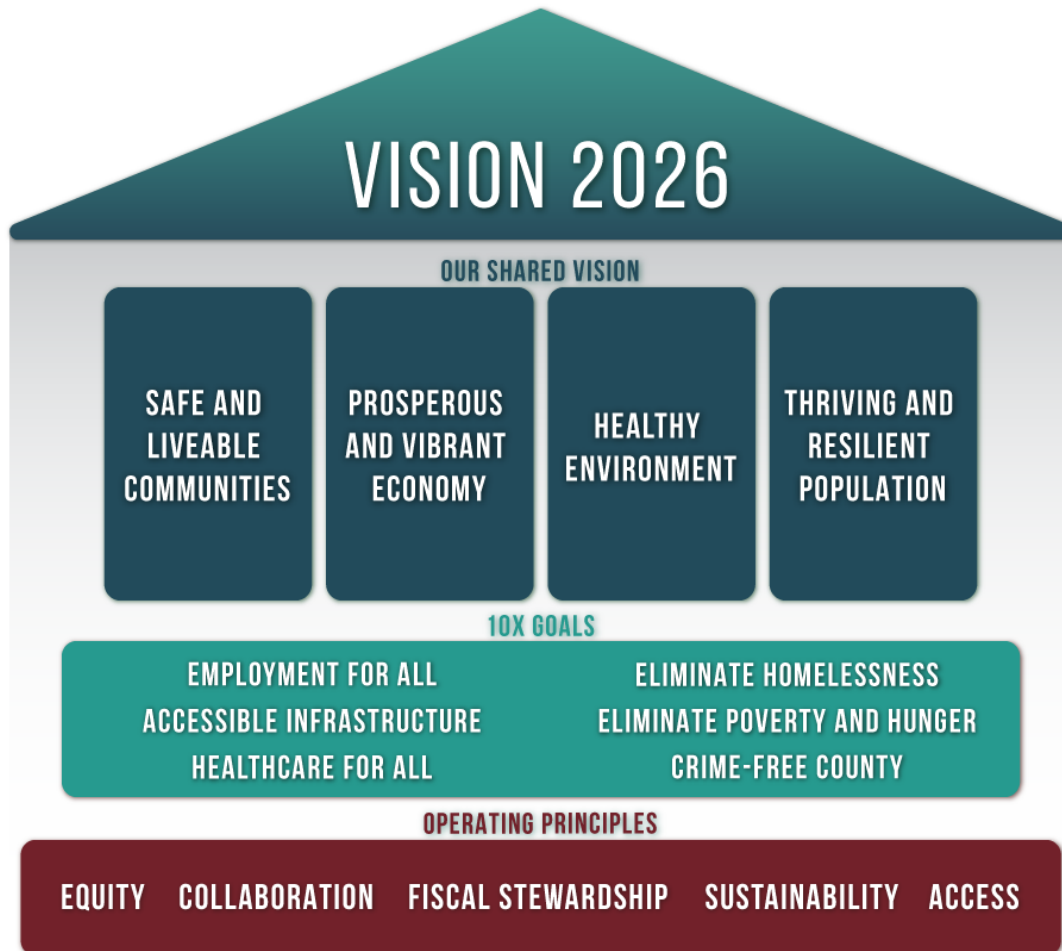 VISION 2026
OUR SHARED VISION
SAFE AND
LIVEABLE
COMMUNITIES
PROSPEROUS
AND VIBRANT
ECONOMY
HEALTHY
ENVIRONMENT
THRIVING AND
RESILIENT
POPULATION
10X GOALS
EMPLOYMENT FOR ALL
ACCESSIBLE INFRASTRUCTURE
HEALTHCARE FOR ALL
ELIMINATE HOMELESSNESS
ELIMINATE POVERTY AND HUNGER
CRIME-FREE COUNTY
OPERATING PRINCIPLES
EQUITY COLLABORATION FISCAL STEWARDSHIP SUSTAINABILITY ACCESS